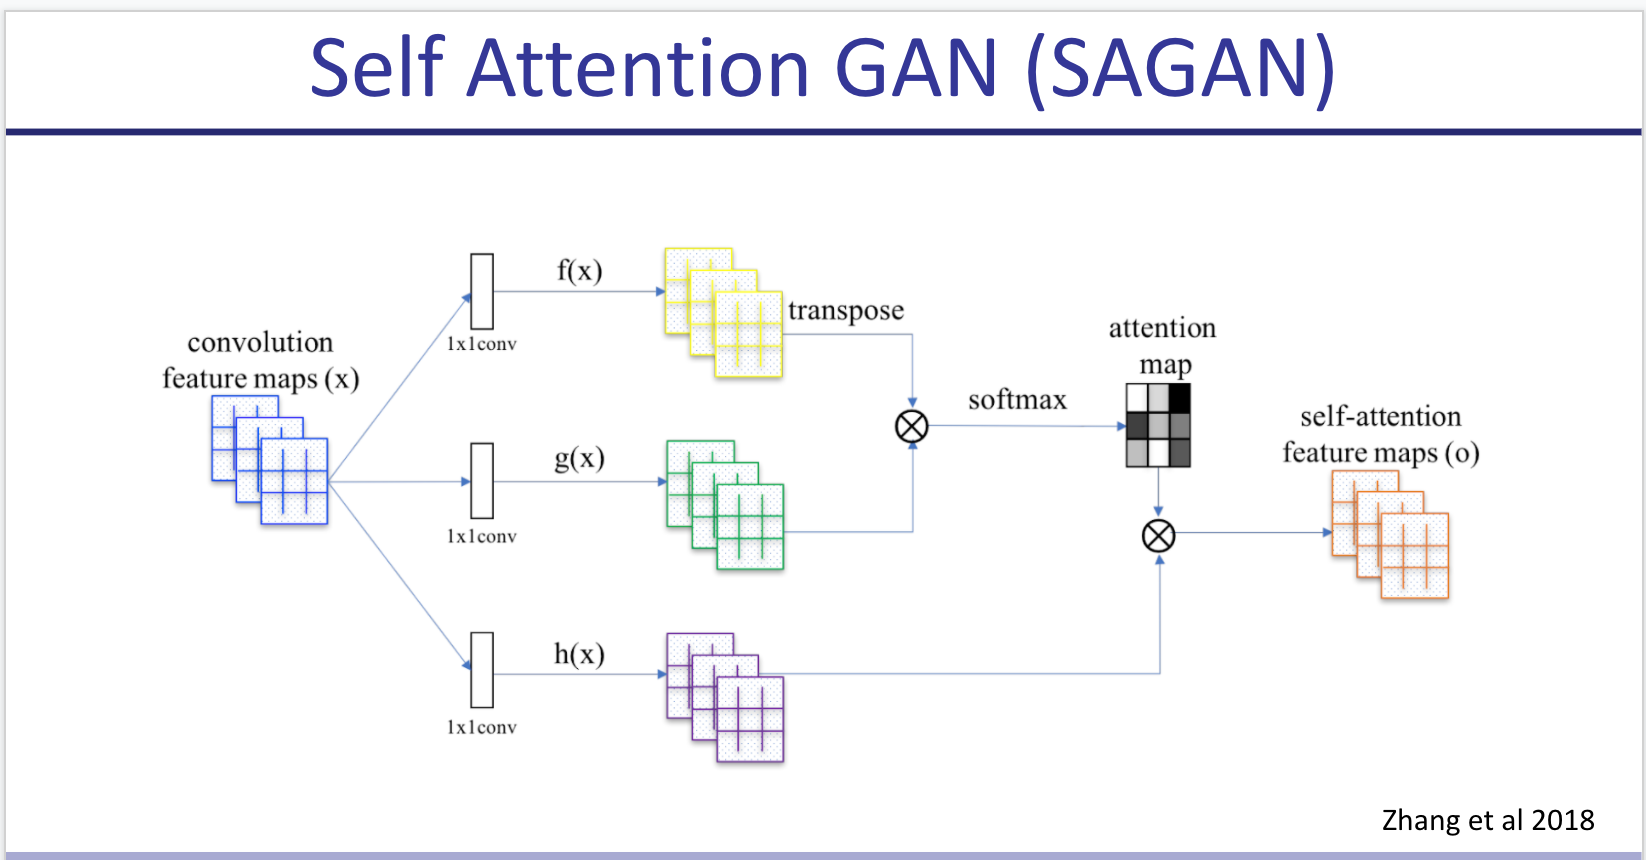 Self Attention GAN (SAGAN)
convolution
feature maps (x)
1x1conv
f(x)
transpose
1x1conv
g(x)
1x1conv
h(x)
softmax
attention
map
self-attention
feature maps (o)
Zhang et al 2018